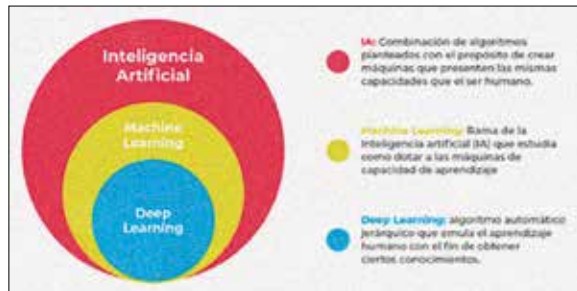 Inteligencia
Artificial
Machine
Learning
Deep
Learning
IA: Combinación de algoritmos
planteados con el propósito de crear
máquinas que presenten las mismas
capacidades que el ser humano.
Machine Learning: Rama de la
Inteligencia artificial (IA) que estudia
como dotar a las máquinas de
capacidad de aprendizaje
Deep Learning: algoritmo automático
jerárquico que emula el aprendizaje
humano con el fin de obtener
ciertos conocimientos.